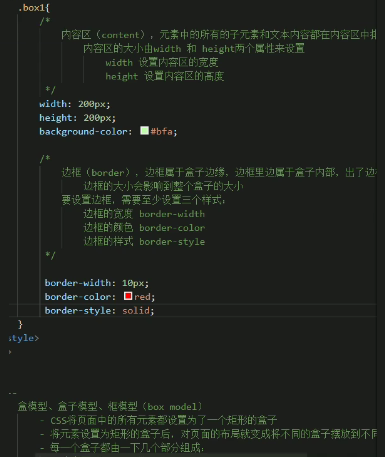 .box1{
/*
内容区（content），元素中的所有的子元素和文本内容都在内容区中排
内容区的大小由width 和 height两个属性来设置
width 设置内容区的宽度
height 设置内容区的高度
*/
width: 200px;
height: 200px;
background-color: #bfa;
/*
边框（border），边框属于盒子边缘，边框里边属于盒子内部，出了边
边框的大小会影响到整个盒子的大小
要设置边框，需要至少设置三个样式：
边框的宽度 border-width
边框的颜色 border-color
边框的样式 border-style
*/
border-width: 10px;
border-color: red;
border-style: solid;
}
style>
盒模型、盒子模型、框模型（box model）
- CSS将页面中的所有元素都设置为了一个矩形的盒子
- 将元素设置为矩形的盒子后，对页面的布局就变成将不同的盒子摆放到不同
- 每一个盒子都由一下几个部分组成：